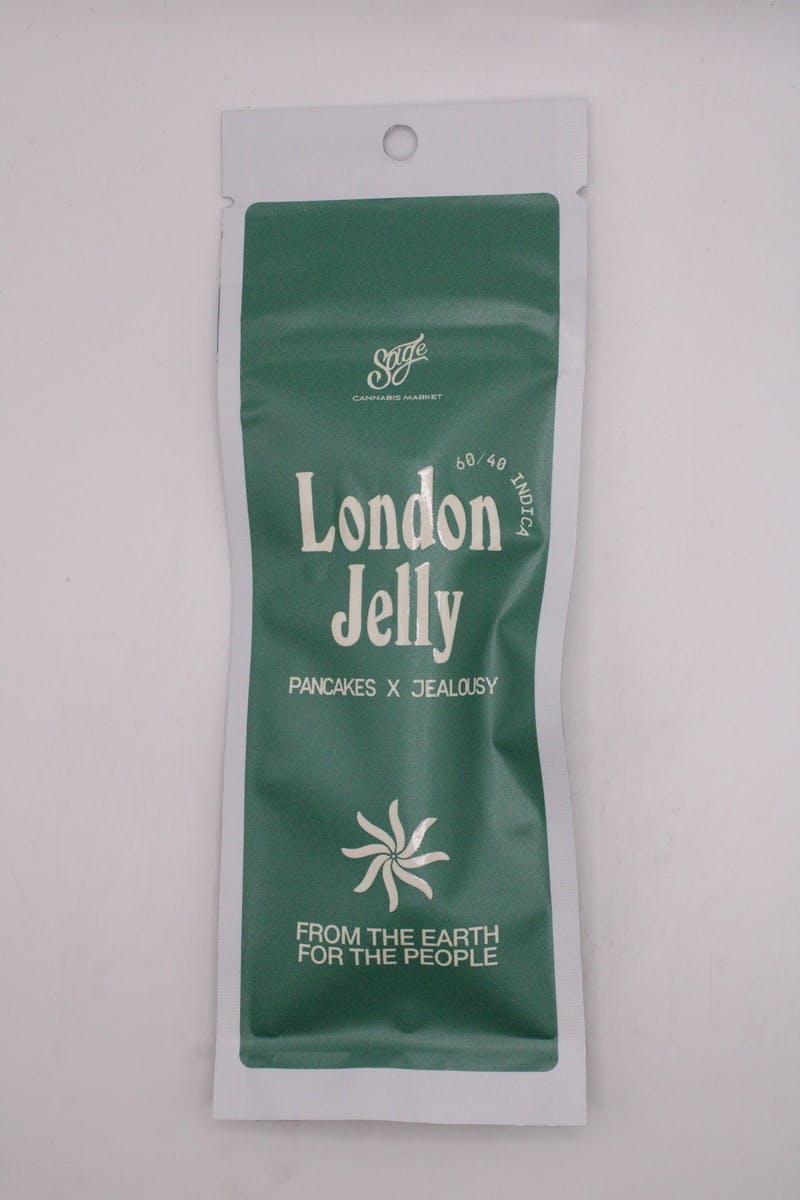 Sage
CANNABIS MARKET
60/40 INDICA
London
Jelly
PANCAKES X JEALOUSY
FROM THE EARTH
FOR THE PEOPLE